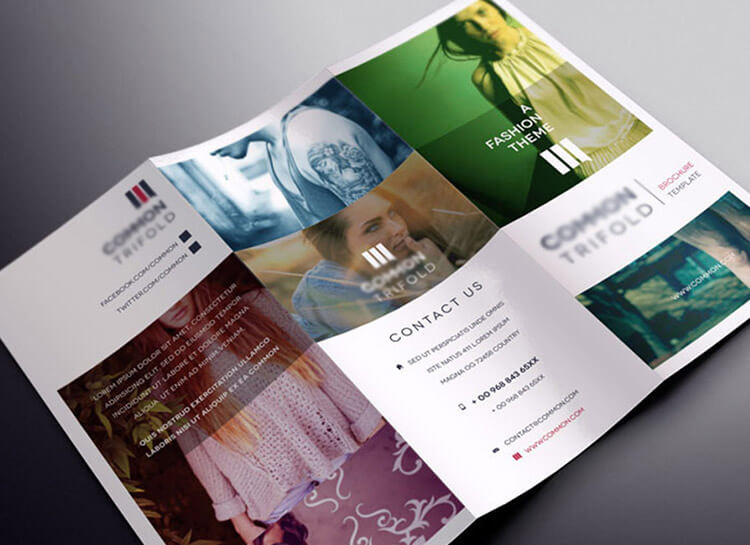 COMMON
TRIFOLD
FACEBOOK.COM/COMMON
TWITTER.COM/COMMON
LOREM IPSUM DOLOR SIT AMET CONSECTETUR
ADIPISICING ELIT, SED DO EIUSMOD TEMPOR
INCIDIDUNT UT LABORE ET DOLORE MAGNA
ALIQUA. UT ENIM AD MINIM VENIAM,
QUIS NOSTRUD EXERCITATION ULLAMCO
LABORIS NISI UT ALIQUIP EX EA COMMON
COMMON
TRIFOLD
CONTACT US
SED UT PERSPICIATIS UNDE OMNIS
ISTE NATUS 411 LOREM IPSUM
MAGNA OG 72458 COUNTRY
+ 00 968 843 65XX
+ 00 968 843 65XX
CONTACT@COMMON.COM
WWW.COMMON.COM
A
FASHION
THEME
COMMON
TRIFOLD
BROCHURE
TEMPLATE
WWW.COMMON.COM